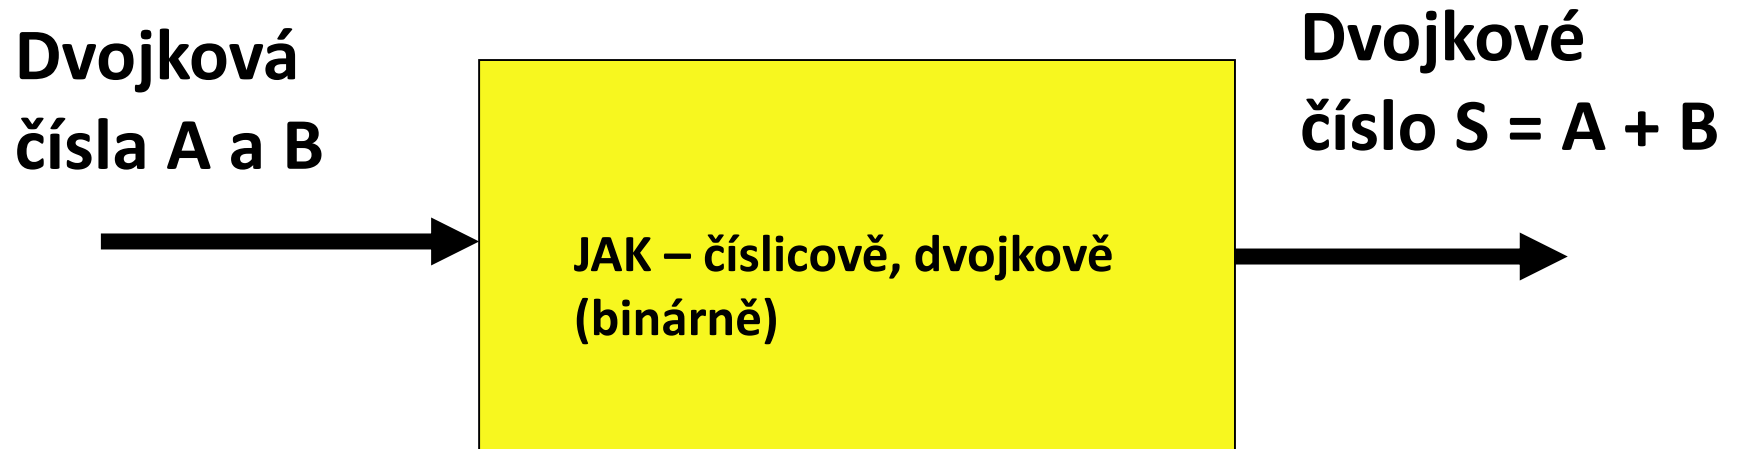 Dvojková
čísla A a B
JAK – číslicově, dvojkově
(binárně)
Dvojkové
číslo S = A + B